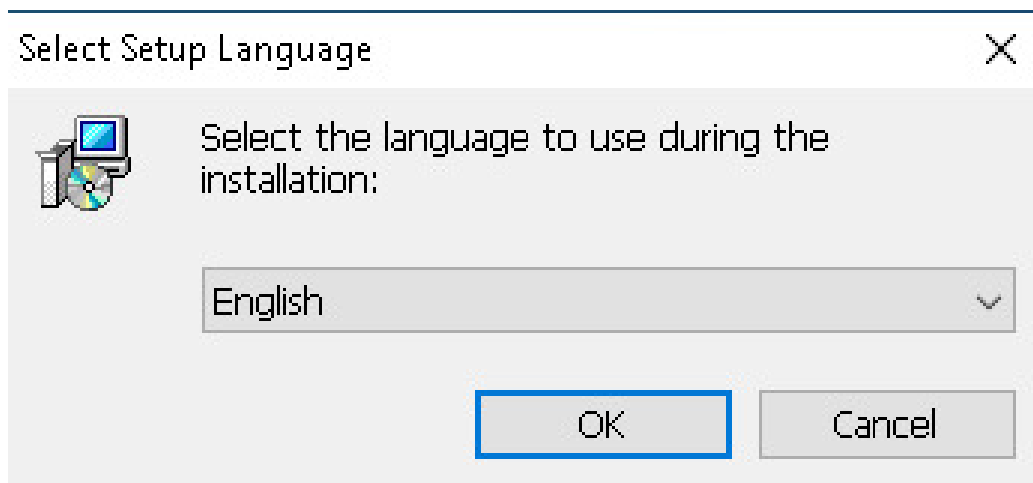 Select Setup Language
Select the language to use during the
installation:
English
OK
Cancel